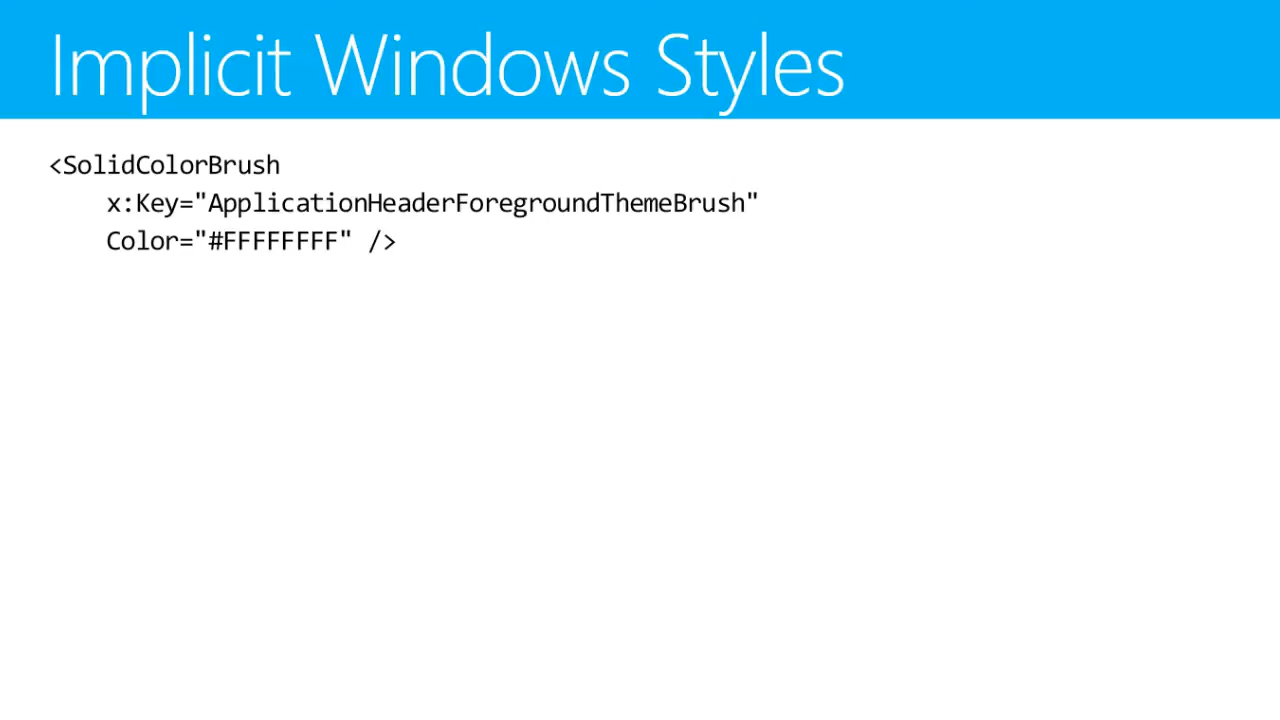 Implicit Windows Styles
<SolidColorBrush
    x:Key="ApplicationHeaderForegroundThemeBrush"
    Color="#FFFFFFFF" />